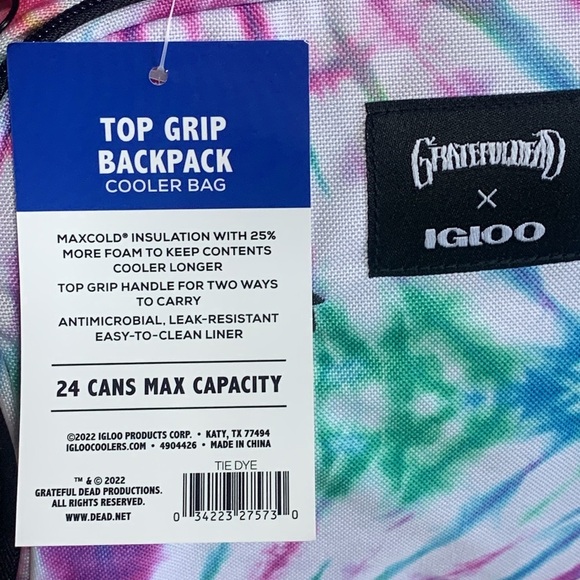 TOP GRIP
BACKPACK
COOLER BAG
MAXCOLD® INSULATION WITH 25%
MORE FOAM TO KEEP CONTENTS
COOLER LONGER
TOP GRIP HANDLE FOR TWO WAYS
TO CARRY
ANTIMICROBIAL, LEAK-RESISTANT
EASY-TO-CLEAN LINER
24 CANS MAX CAPACITY
©2022 IGLOO PRODUCTS CORP. • KATY, TX 77494
IGLOOCOOLERS.COM • 4904426 • MADE IN CHINA
TIE DYE
™ & © 2022
GRATEFUL DEAD PRODUCTIONS.
ALL RIGHTS RESERVED.
WWW.DEAD.NET
0 34223 27573 0
GRATEFUL DEAD
X
IGLOO